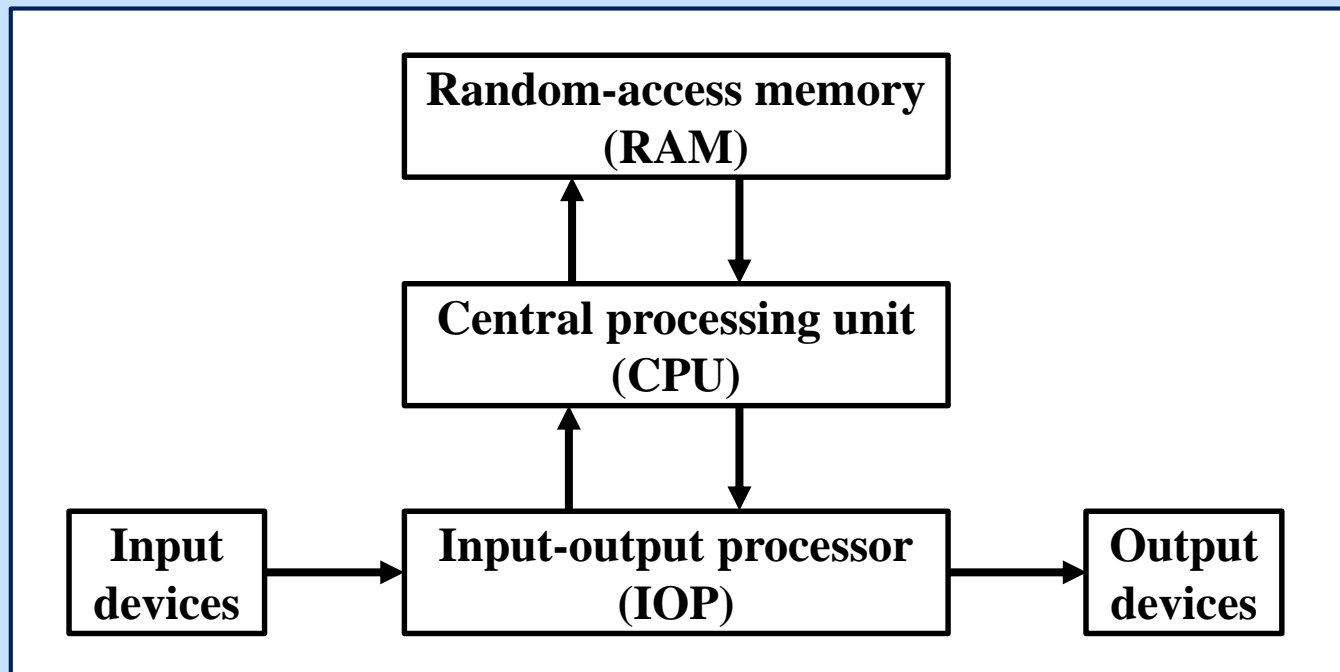 Random-access memory
(RAM)
Central processing unit
(CPU)
Input
devices
Input-output processor
(IOP)
Output
devices